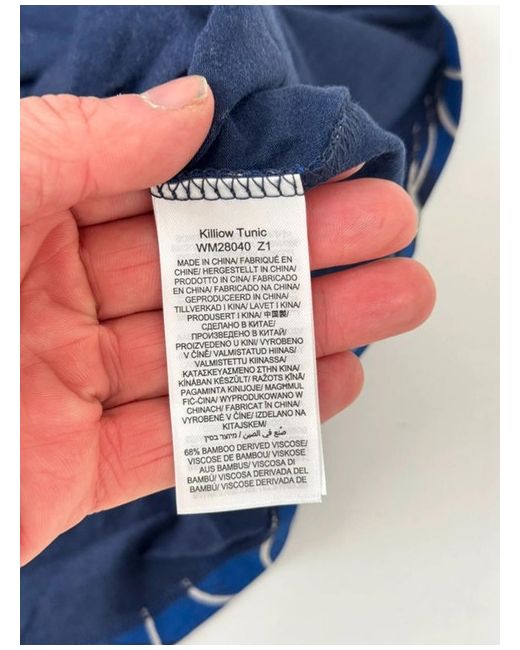 Killiow Tunic
WM28040 Z1
MADE IN CHINA/ FABRIQUÉ EN
CHINE/ HERGESTELLT IN CHINA/
PRODOTTO IN CINA/ FABRICADO
EN CHINA/ FABRICADO NA CHINA/
GEPRODUCEERD IN CHINA/
TILLVERKAD I KINA/ LAVET I KINA/
PRODUSERT I KINA/ 中国製/
СДЕЛАНО В КИТАЕ/
ПРОИЗВЕДЕНО В КИТАЕ/
PROIZVEDENO U KINI/ VYROBENO
V ČÍNĚ/ VALMISTATUD HIINAS/
VALMISTETTU KIINASSA/
ΚΑΤΑΣΚΕΥΑΣΜΕΝΟ ΣΤΗΝ ΚΙΝΑ/
KÍNÁBAN KÉSZÜLT/ RAŽOTS ĶĪNĀ/
PAGAMINTA KINIJOJE/ MAGHMUL
FIĊ-ĊINA/ WYPRODUKOWANO W
CHINACH/ FABRICAT ÎN CHINA/
VYROBENÉ V ČÍNE/ IZDELANO NA
KITAJSKEM/
صُنع في الصين / מיוצר בסין
68% BAMBOO DERIVED VISCOSE/
VISCOSE DE BAMBOU/ VISKOSE
AUS BAMBUS/ VISCOSA DI
BAMBÙ/ VISCOSA DERIVADA DEL
BAMBÚ/ VISCOSE DERIVADA DE